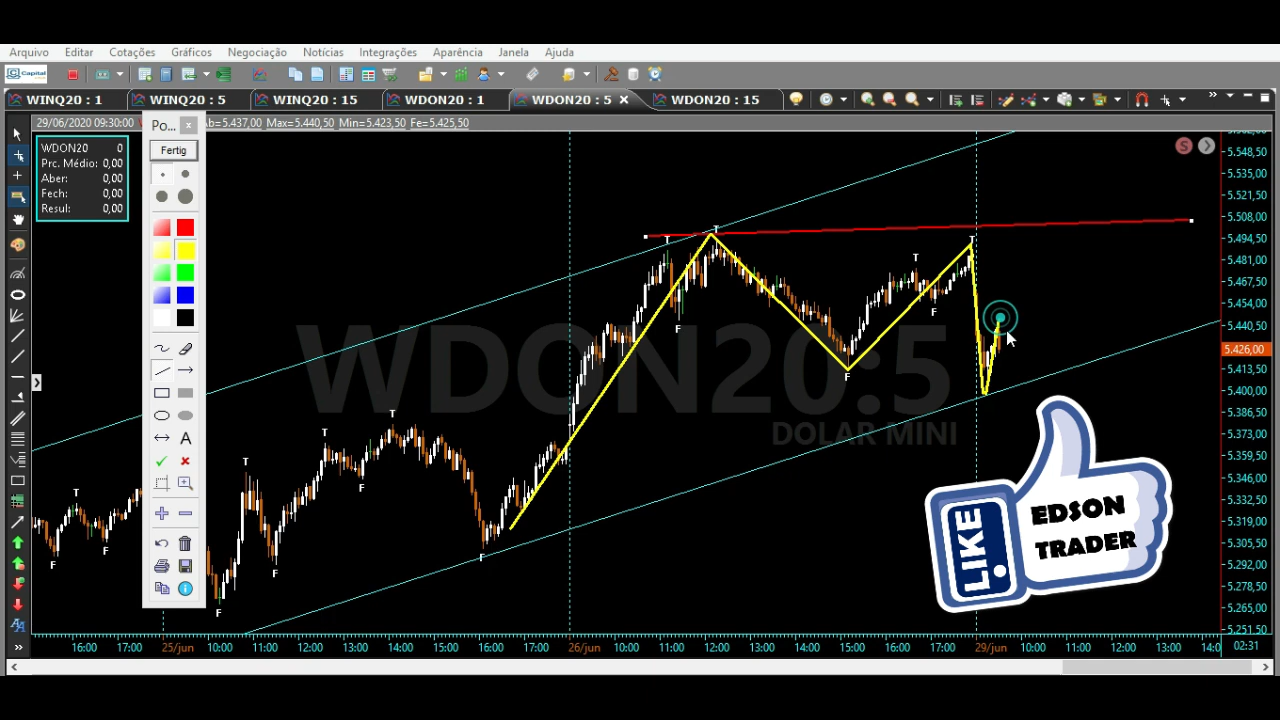 Arquivo Editar Cotações Gráficos Negociação Notícias Integrações Aparência Janela Ajuda
Capital
WINQ20 : 1 WINQ20 : 5 WINQ20 : 15 WDON20 : 1 WDON20 : 5 WDON20 : 15
29/06/2020 09:30:00 Ab=5.437,00 Max=5.440,50 Min=5.423,50 Fe=5.425,50
Po...
Fertig
WDON20 0
Prc. Médio: 0,00
Aber: 0,00
Fech: 0,00
Resul: 0,00
S
5.548,50
5.535,00
5.521,50
5.508,00
5.494,50
5.481,00
5.467,50
5.454,00
5.440,50
5.426,00
5.413,50
5.400,00
5.386,50
5.373,00
5.359,50
5.346,00
5.332,50
5.319,00
5.305,50
5.292,00
5.278,50
5.265,00
5.251,50
T T T T T T T T T
F F F F F F F F F
WDON20:5
DOLAR MINI
A
LIKE
EDSON
TRADER
16:00 17:00 25/jun 10:00 11:00 12:00 13:00 14:00 15:00 16:00 17:00 26/jun 10:00 11:00 12:00 13:00 14:00 15:00 16:00 17:00 29/jun 10:00 11:00 12:00 13:00 14:0 02:31